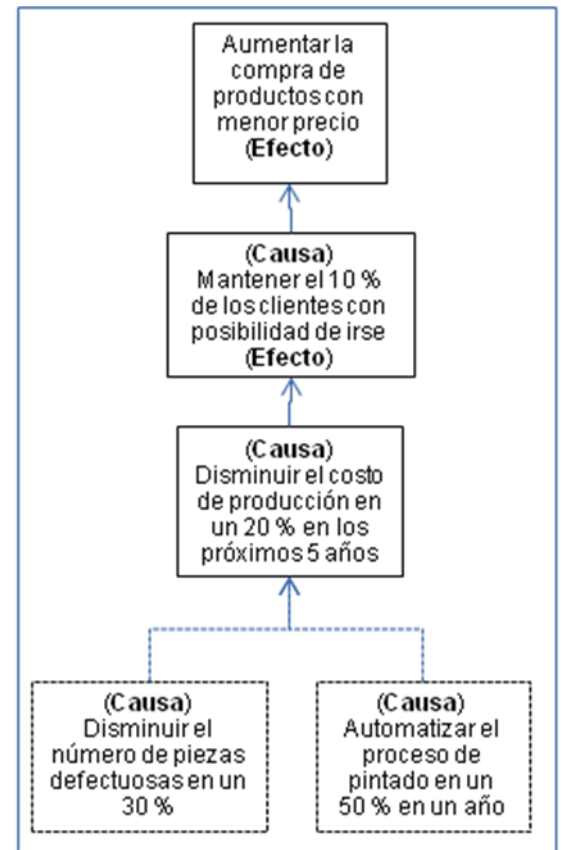 Aumentar la
compra de
productos con
menor precio
(Efecto)
(Causa)
Mantener el 10 %
de los clientes con
posibilidad de irse
(Efecto)
(Causa)
Disminuir el costo
de producción en
un 20 % en los
próximos 5 años
(Causa)
Disminuir el
número de piezas
defectuosas en un
30 %
(Causa)
Automatizar el
proceso de
pintado en un
50 % en un año